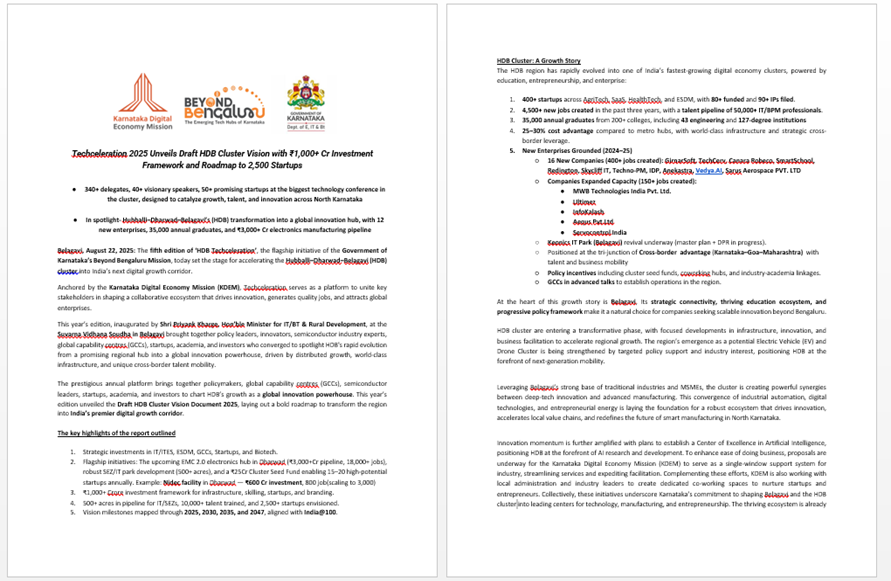 Karnataka Digital
Economy Mission
BEYOND
Bengaluru
The Emerging Tech Hubs of Karnataka
GOVERNMENT OF
KARNATAKA
Dept. of E, IT & BT
Techceleration 2025 Unveils Draft HDB Cluster Vision with ₹1,000+ Cr Investment
Framework and Roadmap to 2,500 Startups
• 340+ delegates, 40+ visionary speakers, 50+ promising startups at the biggest technology conference in
the cluster, designed to catalyze growth, talent, and innovation across North Karnataka
• In spotlight- Hubballi–Dharwad–Belagavi's (HDB) transformation into a global innovation hub, with 12
new enterprises, 35,000 annual graduates, and ₹3,000+ Cr electronics manufacturing pipeline
Belagavi, August 22, 2025: The fifth edition of 'HDB Techceleration', the flagship initiative of the Government of
Karnataka's Beyond Bengaluru Mission, today set the stage for accelerating the Hubballi–Dharwad–Belagavi (HDB)
cluster into India's next digital growth corridor.
Anchored by the Karnataka Digital Economy Mission (KDEM), Techceleration serves as a platform to unite key
stakeholders in shaping a collaborative ecosystem that drives innovation, generates quality jobs, and attracts global
enterprises.
This year's edition, inaugurated by Shri Priyank Kharge, Hon'ble Minister for IT/BT & Rural Development, at the
Suvarna Vidhana Soudha in Belagavi brought together policy leaders, innovators, semiconductor industry experts,
global capability centres (GCCs), startups, academia, and investors who converged to spotlight HDB's rapid evolution
from a promising regional hub into a global innovation powerhouse, driven by distributed growth, world-class
infrastructure, and unique cross-border talent mobility.
The prestigious annual platform brings together policymakers, global capability centres (GCCs), semiconductor
leaders, startups, academia, and investors to chart HDB's growth as a global innovation powerhouse. This year's
edition unveiled the Draft HDB Cluster Vision Document 2025, laying out a bold roadmap to transform the region
into India's premier digital growth corridor.
The key highlights of the report outlined
1. Strategic investments in IT/ITES, ESDM, GCCs, Startups, and Biotech.
2. Flagship initiatives: The upcoming EMC 2.0 electronics hub in Dharwad (₹3,000+Cr pipeline, 18,000+ jobs),
robust SEZ/IT park development (500+ acres), and a ₹25Cr Cluster Seed Fund enabling 15–20 high-potential
startups annually. Example: Nidec facility in Dharwad — ₹600 Cr investment, 800 job(scaling to 3,000)
3. ₹1,000+ Crore investment framework for infrastructure, skilling, startups, and branding.
4. 500+ acres in pipeline for IT/SEZs, 10,000+ talent trained, and 2,500+ startups envisioned.
5. Vision milestones mapped through 2025, 2030, 2035, and 2047, aligned with India@100.
HDB Cluster: A Growth Story
The HDB region has rapidly evolved into one of India's fastest-growing digital economy clusters, powered by
education, entrepreneurship, and enterprise:
1. 400+ startups across AgriTech, SaaS, HealthTech, and ESDM, with 80+ funded and 90+ IPs filed.
2. 4,500+ new jobs created in the past three years, with a talent pipeline of 50,000+ IT/BPM professionals.
3. 35,000 annual graduates from 200+ colleges, including 43 engineering and 127-degree institutions
4. 25–30% cost advantage compared to metro hubs, with world-class infrastructure and strategic cross-
border leverage.
5. New Enterprises Grounded (2024–25)
○ 16 New Companies (400+ jobs created): GirnarSoft, TechCerv, Canara Robeco, SmartSchool,
Redington, Skycliff IT, Techno-PM, IDP, Anekastra, Vedya.AI, Sarus Aerospace PVT. LTD
○ Companies Expanded Capacity (150+ jobs created):
● MWB Technologies India Pvt. Ltd.
● InfoKalash
● Aequs Pvt Ltd
● Servocontrol India
○ Keonics IT Park (Belagavi) revival underway (master plan + DPR in progress).
○ Positioned at the tri-junction of Cross-border advantage (Karnataka–Goa–Maharashtra) with
talent and business mobility
○ Policy incentives including cluster seed funds, coworking hubs, and industry-academia linkages.
○ GCCs in advanced talks to establish operations in the region.
At the heart of this growth story is Belagavi, its strategic connectivity, thriving education ecosystem, and
progressive policy framework make it a natural choice for companies seeking scalable innovation beyond Bengaluru.
HDB cluster are entering a transformative phase, with focused developments in infrastructure, innovation, and
business facilitation to accelerate regional growth. The region's emergence as a potential Electric Vehicle (EV) and
Drone Cluster is being strengthened by targeted policy support and industry interest, positioning HDB at the
forefront of next-generation mobility.
Leveraging Belagavi's strong base of traditional industries and MSMEs, the cluster is creating powerful synergies
between deep-tech innovation and advanced manufacturing. This convergence of industrial automation, digital
technologies, and entrepreneurial energy is laying the foundation for a robust ecosystem that drives innovation,
accelerates local value chains, and redefines the future of smart manufacturing in North Karnataka.
Innovation momentum is further amplified with plans to establish a Center of Excellence in Artificial Intelligence,
positioning HDB at the forefront of AI research and development. To enhance ease of doing business, proposals are
underway for the Karnataka Digital Economy Mission (KDEM) to serve as a single-window support system for
industry, streamlining services and expediting facilitation. Complementing these efforts, KDEM is also working with
local administration and industry leaders to create dedicated co-working spaces to nurture startups and
entrepreneurs. Collectively, these initiatives underscore Karnataka's commitment to shaping Belagavi and the HDB
cluster into leading centers for technology, manufacturing, and entrepreneurship. The thriving ecosystem is already